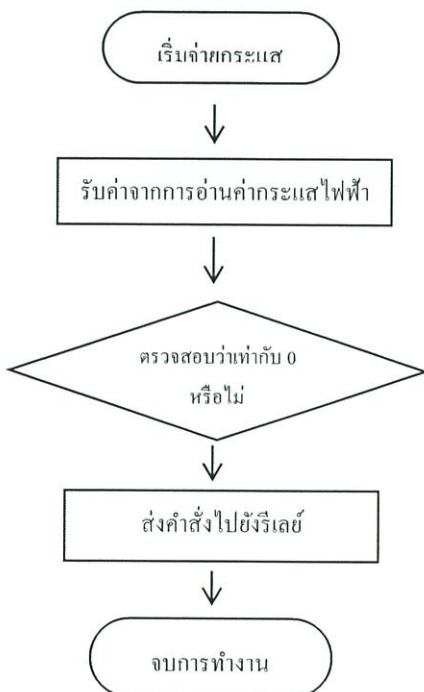 เริ่มจ่ายกระแส
รับค่าจากการอ่านค่ากระแสไฟฟ้า
ตรวจสอบว่าเท่ากับ 0
หรือไม่
ส่งคำสั่งไปยังรีเลย์
จบการทำงาน